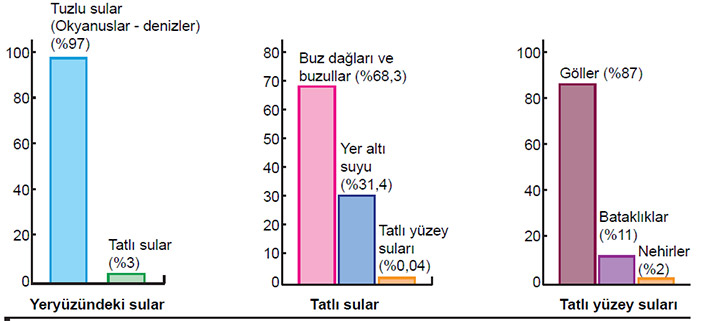 Tuzlu sular
(Okyanuslar - denizler)
(%97)
100
80
60
40
20
0
Tatlı sular
(%3)
Yeryüzündeki sular
80
70
60
50
40
30
20
10
0
Buz dağları ve
buzullar (%68,3)
Yer altı
suyu
(%31,4)
Tatlı yüzey
suları
(%0,04)
Tatlı sular
100
80
60
40
20
0
Göller (%87)
Bataklıklar
(%11)
Nehirler
(%2)
Tatlı yüzey suları